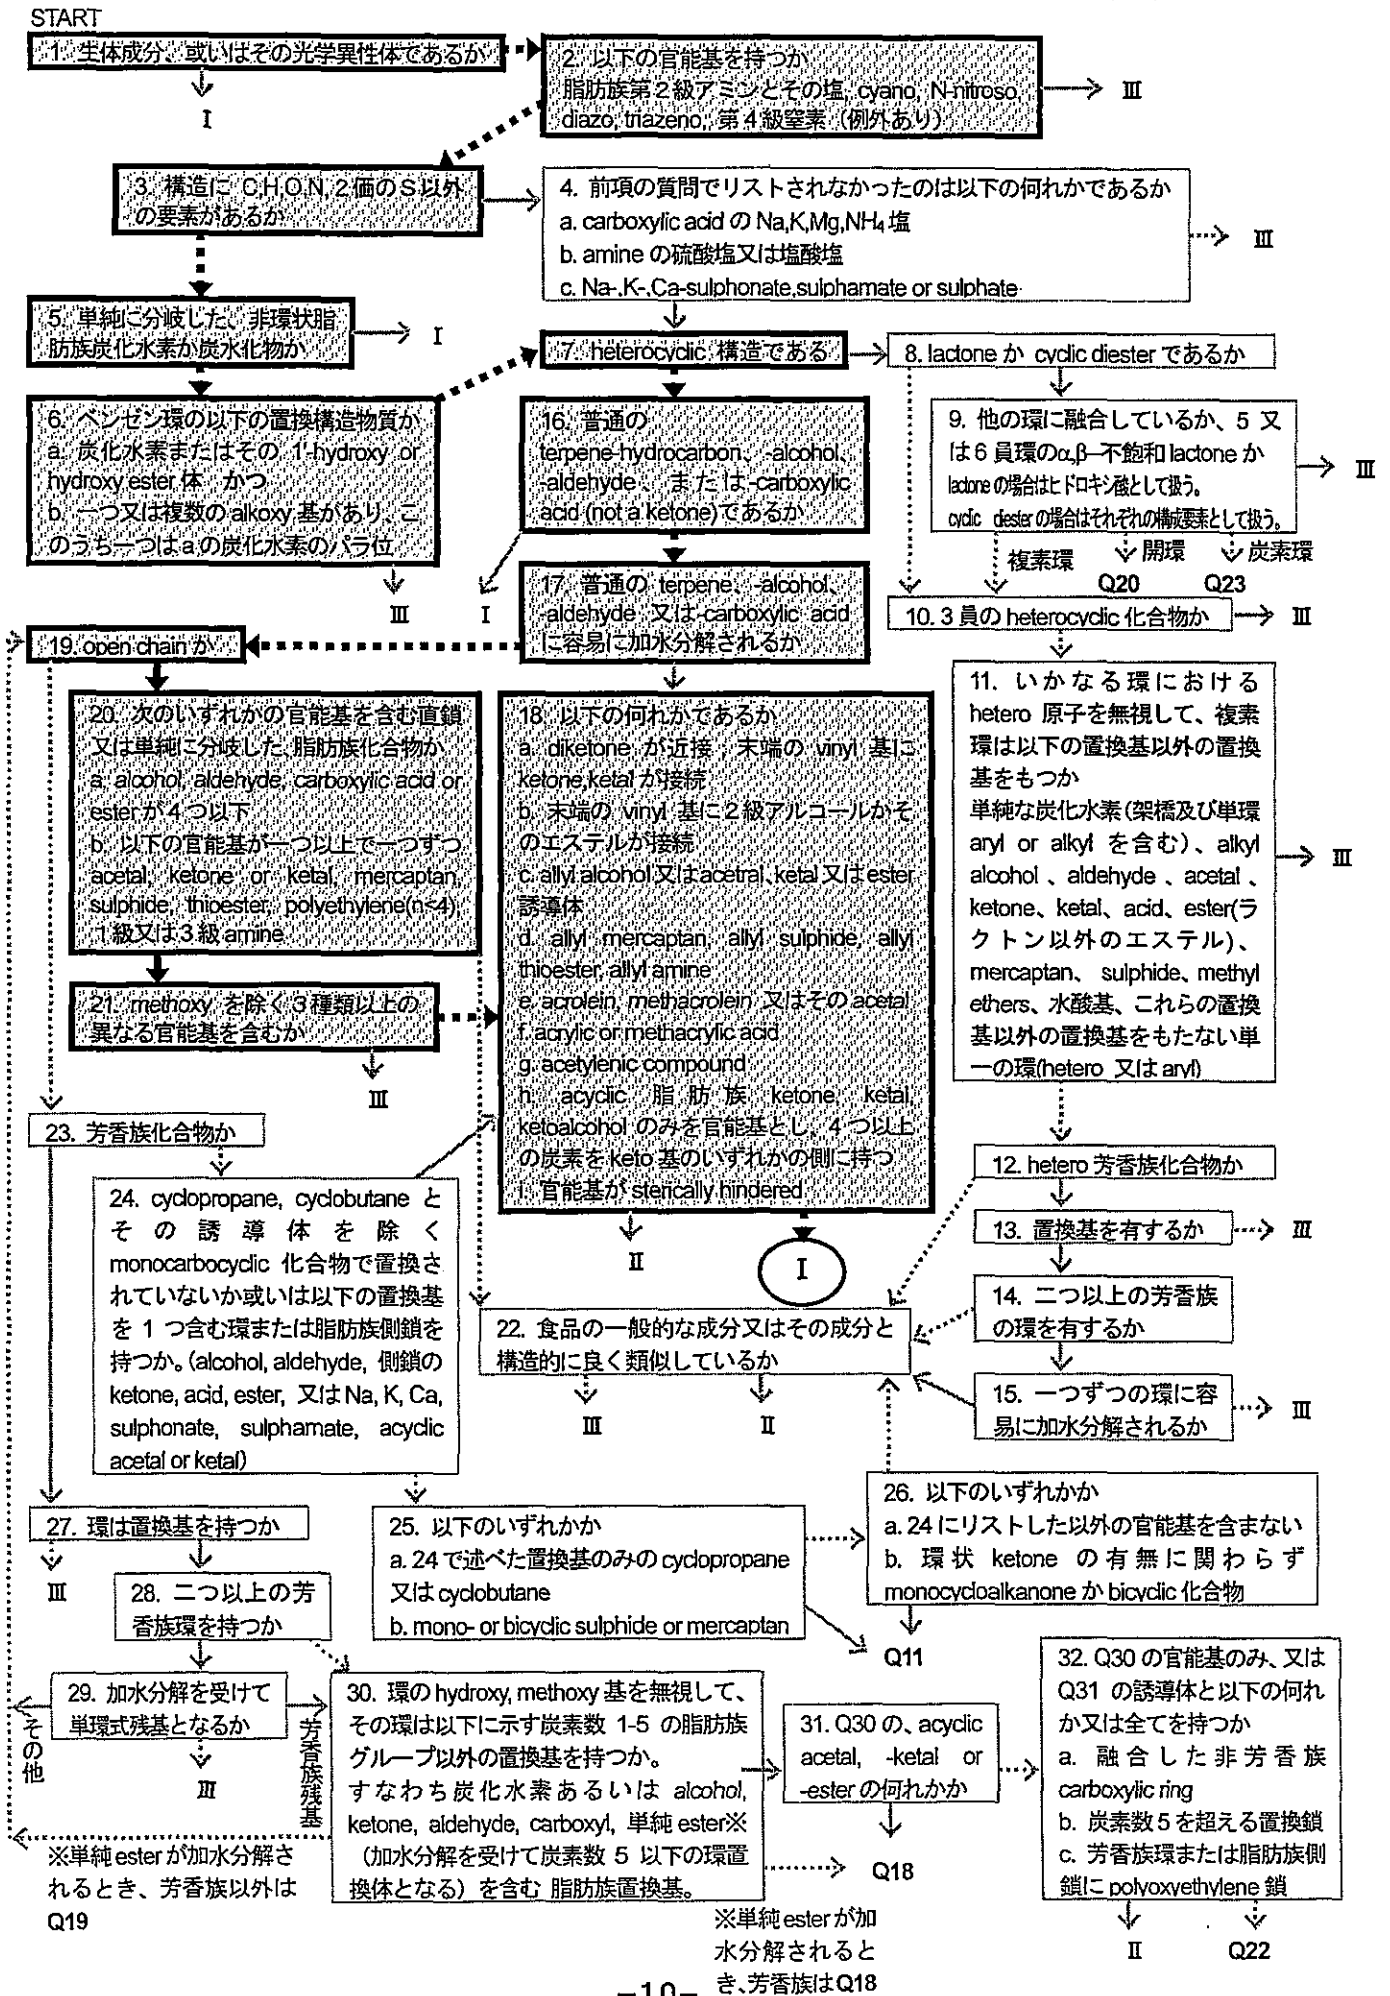 START
1. 生体成分、或いはその光学異性体であるか
I
2. 以下の官能基を持つか
脂肪族第2級アミンとその塩, cyano, N-nitroso,
diazo, triazeno, 第4級窒素（例外あり）
III
3. 構造に C,H,O,N, 2価のS以外
の要素があるか
4. 前項の質問でリストされなかったのは以下の何れかであるか
a. carboxylic acid の Na,K,Mg,NH4 塩
b. amine の硫酸塩又は塩酸塩
c. Na-,K-,Ca-sulphonate,sulphamate or sulphate
III
5. 単純に分岐した、非環状脂
肪族炭化水素か炭水化物か
I
6. ベンゼン環の以下の置換構造物質か
a. 炭化水素またはその 1'-hydroxy or
hydroxy ester 体 かつ
b. 一つ又は複数の alkoxy 基があり、こ
のうち一つは a の炭化水素のパラ位
III
7. heterocyclic 構造である
8. lactone か cyclic diester であるか
9. 他の環に融合しているか、5 又
は 6 員環のα,β–不飽和 lactone か
lactone の場合はヒドロキシ酸として扱う。
cyclic diester の場合はそれぞれの構成要素として扱う。
III
複素環
開環
炭素環
Q20
Q23
10. 3 員の heterocyclic 化合物か
III
16. 普通の
terpene-hydrocarbon、-alcohol、
-aldehyde、または-carboxylic
acid (not a ketone)であるか
I
17. 普通の terpene、-alcohol、
-aldehyde 又は-carboxylic acid
に容易に加水分解されるか
19. open chain か
20. 次のいずれかの官能基を含む直鎖
又は単純に分岐した、脂肪族化合物か
a. alcohol, aldehyde, carboxylic acid or
ester が 4 つ以下
b. 以下の官能基が一つ以上で一つずつ
acetal, ketone or ketal, mercaptan,
sulphide, thioester, polyethylene(n<4),
1級又は3級 amine
21. methoxy を除く 3 種類以上の
異なる官能基を含むか
III
18. 以下の何れかであるか
a. diketone が近接；末端の vinyl 基に
ketone,ketal が接続
b. 末端の vinyl 基に 2 級アルコールかそ
のエステルが接続
c. allyl alcohol 又は acetral、ketal 又は ester
誘導体
d. allyl mercaptan, allyl sulphide, allyl
thioester, allyl amine
e. acrolein, methacrolein 又はその acetal
f. acrylic or methacrylic acid
g. acetylenic compound
h. acyclic 脂肪族 ketone, ketal,
ketoalcohol のみを官能基とし、4 つ以上
の炭素を keto 基のいずれかの側に持つ
i. 官能基が sterically hindered
II
I
11. いかなる環における
hetero 原子を無視して、複素
環は以下の置換基以外の置換
基をもつか
単純な炭化水素(架橋及び単環
aryl or alkyl を含む)、alkyl
alcohol 、aldehyde 、acetal 、
ketone、ketal、acid、ester(ラ
クトン以外のエステル)、
mercaptan、 sulphide、methyl
ethers、水酸基、これらの置換
基以外の置換基をもたない単
一の環(hetero 又は aryl)
III
12. hetero 芳香族化合物か
13. 置換基を有するか
III
14. 二つ以上の芳香族
の環を有するか
15. 一つずつの環に容
易に加水分解されるか
III
22. 食品の一般的な成分又はその成分と
構造的に良く類似しているか
III
II
23. 芳香族化合物か
24. cyclopropane, cyclobutane と
その誘導体を除く
monocarbocyclic 化合物で置換さ
れていないか或いは以下の置換基
を 1 つ含む環または脂肪族側鎖を
持つか。(alcohol, aldehyde, 側鎖の
ketone, acid, ester, 又は Na, K, Ca,
sulphonate, sulphamate, acyclic
acetal or ketal)
25. 以下のいずれかか
a. 24 で述べた置換基のみの cyclopropane
又は cyclobutane
b. mono- or bicyclic sulphide or mercaptan
26. 以下のいずれかか
a. 24 にリストした以外の官能基を含まない
b. 環状 ketone の有無に関わらず
monocycloalkanone か bicyclic 化合物
Q11
27. 環は置換基を持つか
III
28. 二つ以上の芳
香族環を持つか
29. 加水分解を受けて
単環式残基となるか
III
その他
芳香族残基
30. 環の hydroxy, methoxy 基を無視して、
その環は以下に示す炭素数 1-5 の脂肪族
グループ以外の置換基を持つか。
すなわち炭化水素あるいは alcohol,
ketone, aldehyde, carboxyl, 単純 ester※
（加水分解を受けて炭素数 5 以下の環置
換体となる）を含む 脂肪族置換基。
31. Q30 の、acyclic
acetal, -ketal or
-ester の何れかか
Q18
32. Q30 の官能基のみ、又は
Q31 の誘導体と以下の何れ
か又は全てを持つか
a. 融合した非芳香族
carboxylic ring
b. 炭素数 5 を超える置換鎖
c. 芳香族環または脂肪族側
鎖に polyoxyethylene 鎖
II
Q22
※単純 ester が加水分解さ
れるとき、芳香族以外は
Q19
※単純 ester が加
水分解されると
き、芳香族は Q18
−10−